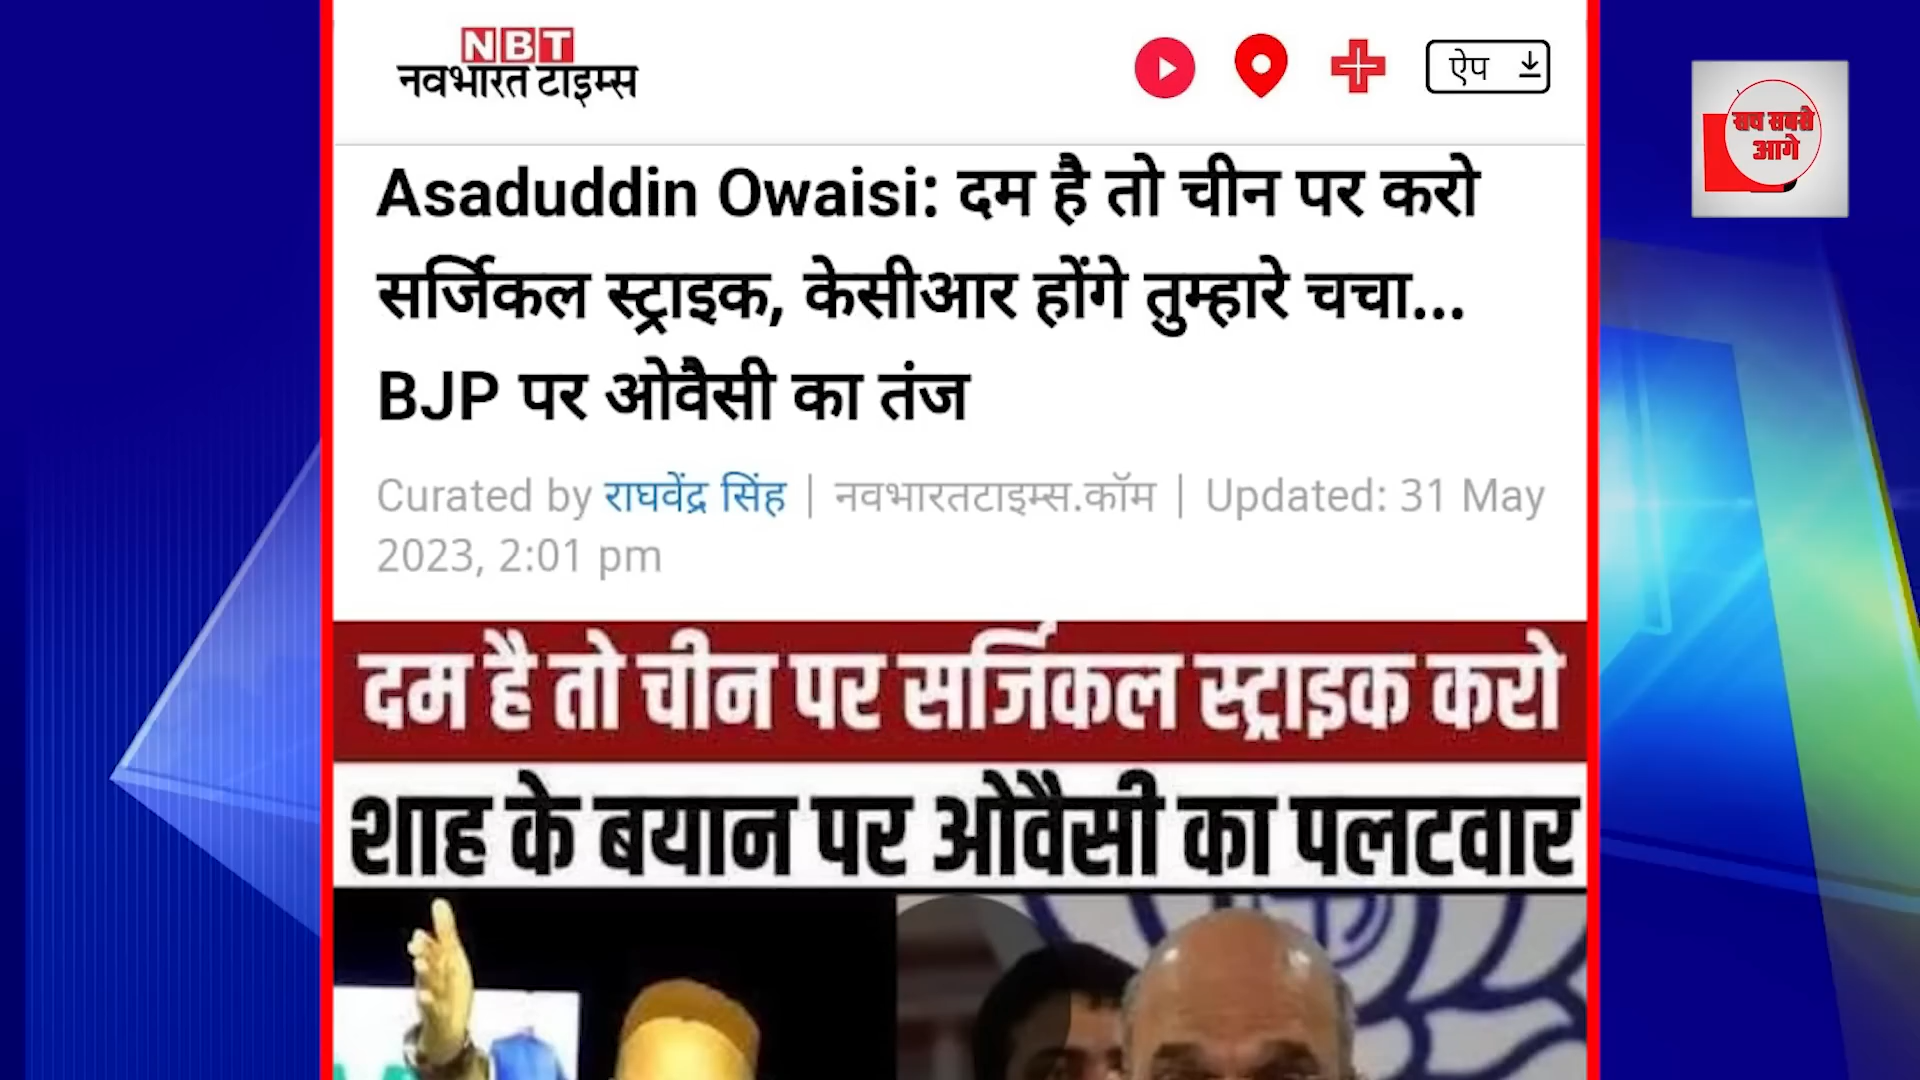 NBT
नवभारत टाइम्स
ऐप
सच सबसे
आगे
Asaduddin Owaisi: दम है तो चीन पर करो
सर्जिकल स्ट्राइक, केसीआर होंगे तुम्हारे चचा...
BJP पर ओवैसी का तंज
Curated by राघवेंद्र सिंह | नवभारतटाइम्स.कॉम | Updated: 31 May
2023, 2:01 pm
दम है तो चीन पर सर्जिकल स्ट्राइक करो
शाह के बयान पर ओवैसी का पलटवार